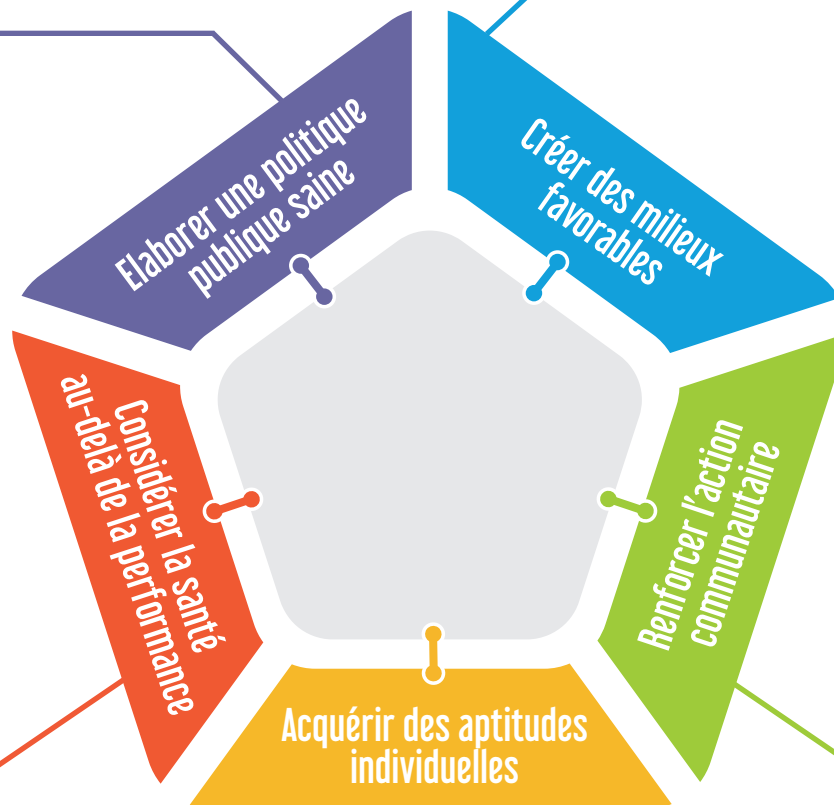 Elaborer une politique
publique saine
Créer des milieux
favorables
Renforcer l'action
communautaire
Acquérir des aptitudes
individuelles
Considérer la santé
au-delà de la performance